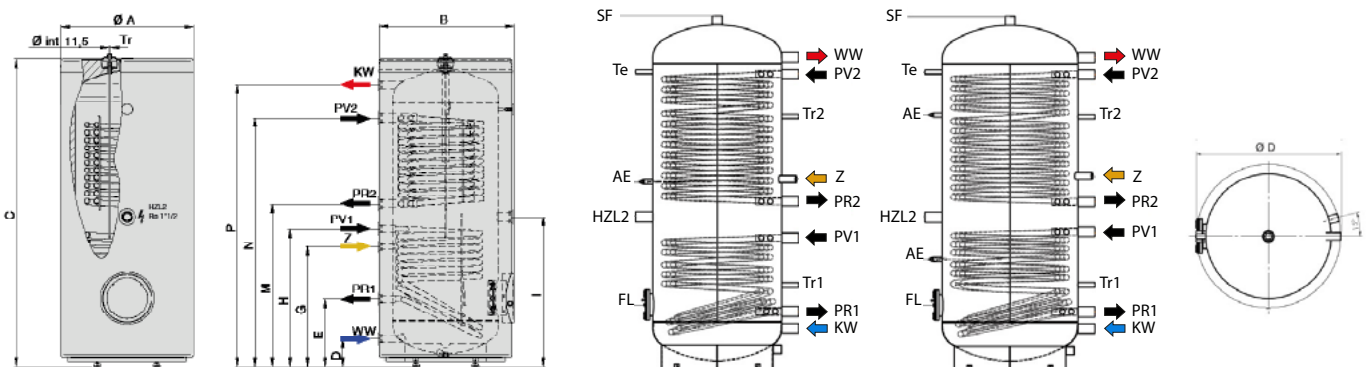 Ø A
Ø int 11,5
Tr
C
HZL2
Rp 1"1/2
B
KW
PV2
PR2
PV1
Z
PR1
WW
P
N
M
H
G
E
D
I
SF
WW
PV2
Te
Tr2
AE
Z
PR2
HZL2
PV1
Tr1
FL
PR1
KW
SF
WW
PV2
Te
AE
Tr2
Z
PR2
HZL2
PV1
AE
Tr1
FL
PR1
KW
Ø D